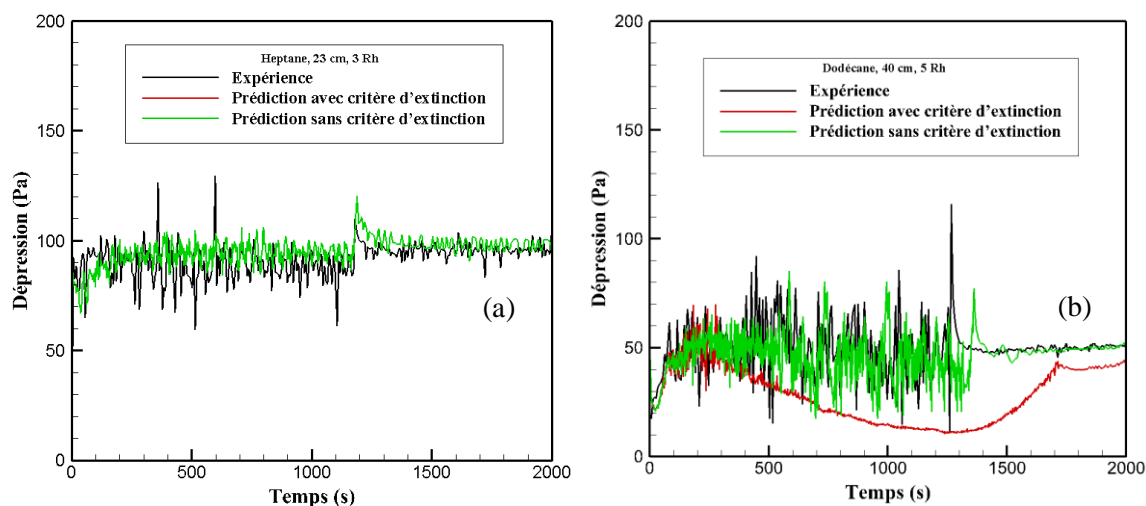 200
150
100
50
0
Dépression (Pa)
Heptane, 23 cm, 3 Rh
Expérience
Prédiction avec critère d'extinction
Prédiction sans critère d'extinction
(a)
0 500 1000 1500 2000
Temps (s)
200
150
100
50
0
Dépression (Pa)
Dodécane, 40 cm, 5 Rh
Expérience
Prédiction avec critère d'extinction
Prédiction sans critère d'extinction
(b)
0 500 1000 1500 2000
Temps (s)